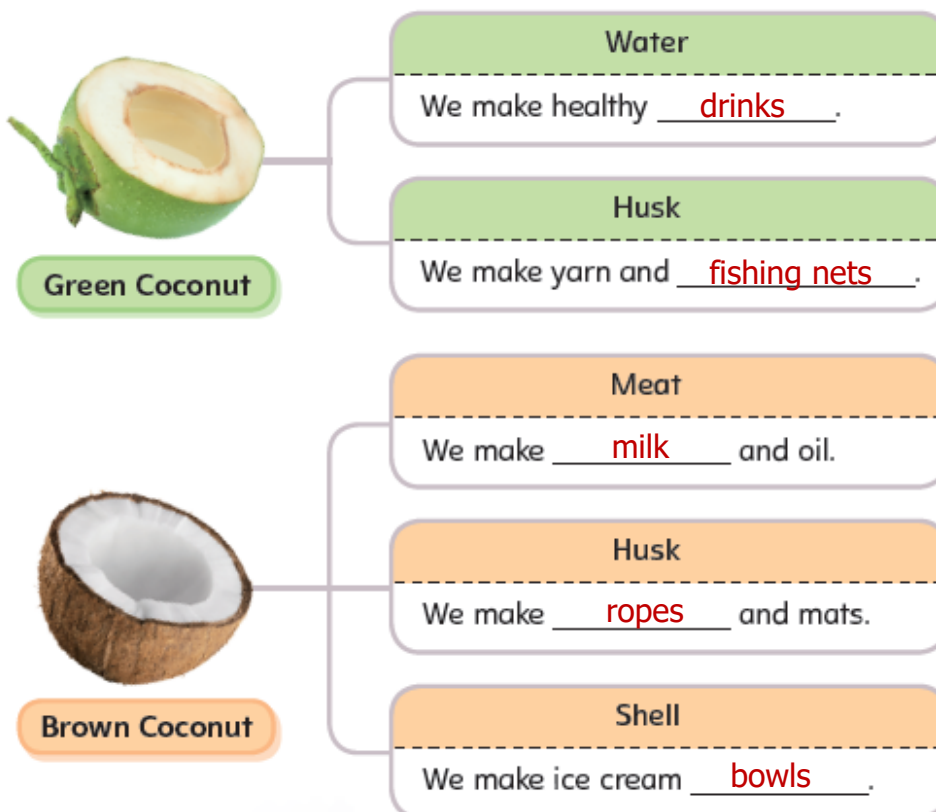 Water
We make healthy drinks.
Husk
We make yarn and fishing nets.
Green Coconut
Meat
We make milk and oil.
Husk
We make ropes and mats.
Brown Coconut
Shell
We make ice cream bowls.